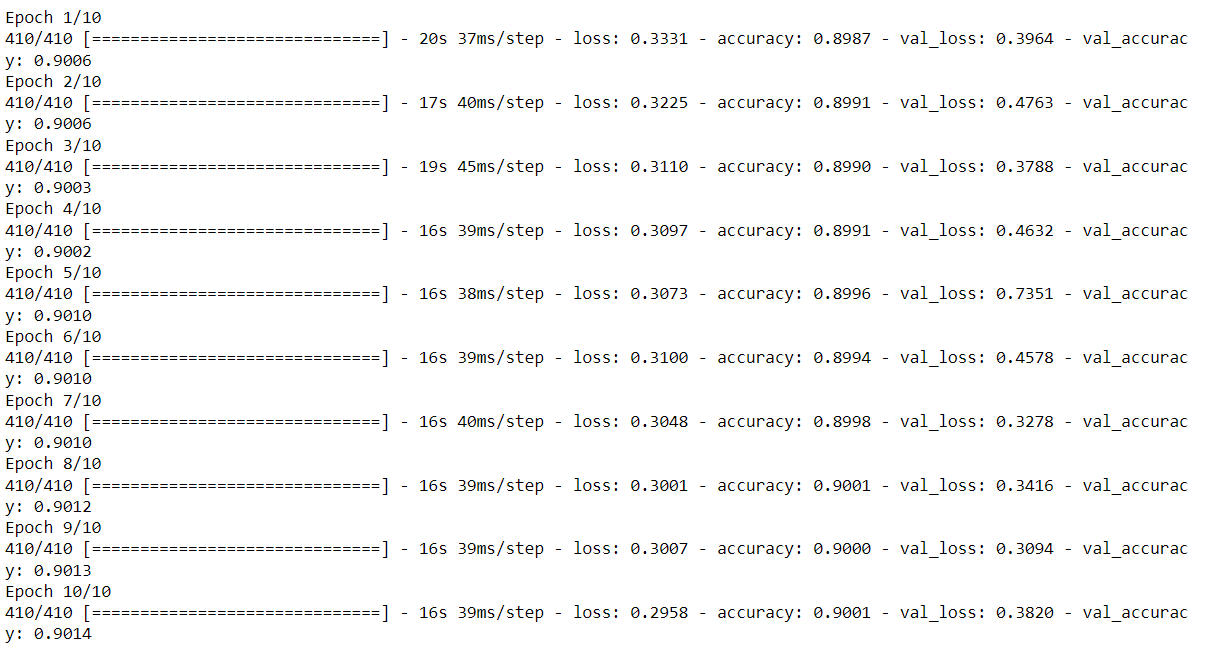 Epoch 1/10
410/410 [==============================] - 20s 37ms/step - loss: 0.3331 - accuracy: 0.8987 - val_loss: 0.3964 - val_accurac
y: 0.9006
Epoch 2/10
410/410 [==============================] - 17s 40ms/step - loss: 0.3225 - accuracy: 0.8991 - val_loss: 0.4763 - val_accurac
y: 0.9006
Epoch 3/10
410/410 [==============================] - 19s 45ms/step - loss: 0.3110 - accuracy: 0.8990 - val_loss: 0.3788 - val_accurac
y: 0.9003
Epoch 4/10
410/410 [==============================] - 16s 39ms/step - loss: 0.3097 - accuracy: 0.8991 - val_loss: 0.4632 - val_accurac
y: 0.9002
Epoch 5/10
410/410 [==============================] - 16s 38ms/step - loss: 0.3073 - accuracy: 0.8996 - val_loss: 0.7351 - val_accurac
y: 0.9010
Epoch 6/10
410/410 [==============================] - 16s 39ms/step - loss: 0.3100 - accuracy: 0.8994 - val_loss: 0.4578 - val_accurac
y: 0.9010
Epoch 7/10
410/410 [==============================] - 16s 40ms/step - loss: 0.3048 - accuracy: 0.8998 - val_loss: 0.3278 - val_accurac
y: 0.9010
Epoch 8/10
410/410 [==============================] - 16s 39ms/step - loss: 0.3001 - accuracy: 0.9001 - val_loss: 0.3416 - val_accurac
y: 0.9012
Epoch 9/10
410/410 [==============================] - 16s 39ms/step - loss: 0.3007 - accuracy: 0.9000 - val_loss: 0.3094 - val_accurac
y: 0.9013
Epoch 10/10
410/410 [==============================] - 16s 39ms/step - loss: 0.2958 - accuracy: 0.9001 - val_loss: 0.3820 - val_accurac
y: 0.9014